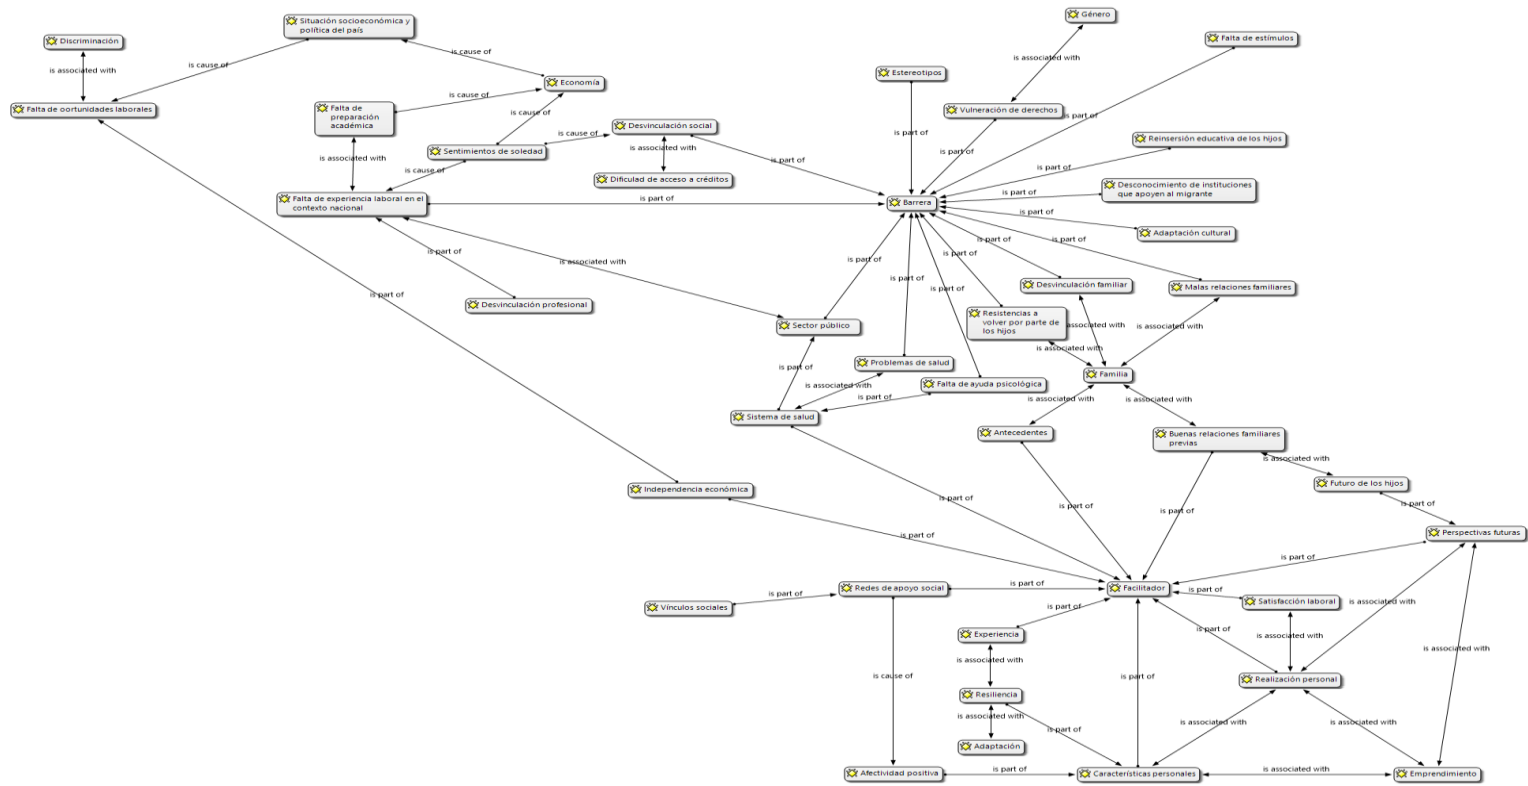 Género
Situación socioeconómica y
política del país
Discriminación
Falta de estímulos
is cause of
is associated with
is associated with
is cause of
Estereotipos
Economía
is cause of
Falta de oortunidades laborales
Falta de
preparación
académica
is cause of
Vulneración de derechos
is part of
Desvinculación social
is cause of
is part of
Reinsersión educativa de los hijos
Sentimientos de soledad
is associated with
is part of
is associated with
is part of
is part of
is cause of
Dificulad de acceso a créditos
Desconocimiento de instituciones
que apoyen al migrante
is part of
Falta de experiencia laboral en el
contexto nacional
is part of
Barrera
is part of
Adaptación cultural
is part of
is part of
is part of
is part of
is associated with
is part of
is part of
is part of
Desvinculación familiar
Malas relaciones familiares
is part of
is part of
Desvinculación profesional
Resistencias a
volver por parte de
los hijos
Sector público
associated with
is associated with
is associated with
Problemas de salud
is part of
Familia
Falta de ayuda psicológica
is associated with
is part of
is associated with
is associated with
Sistema de salud
Antecedentes
Buenas relaciones familiares
previas
is associated with
Futuro de los hijos
Independencia económica
is part of
is part of
is part of
is part of
is part of
Perspectivas futuras
is part of
Redes de apoyo social
is part of
Facilitador
is part of
is part of
Satisfacción laboral
is associated with
Vínculos sociales
is part of
Experiencia
is part of
is associated with
is associated with
is associated with
is cause of
is part of
Realización personal
Resiliencia
is associated with
is associated with
is associated with
is part of
Adaptación
Afectividad positiva
is part of
Características personales
is associated with
Emprendimiento